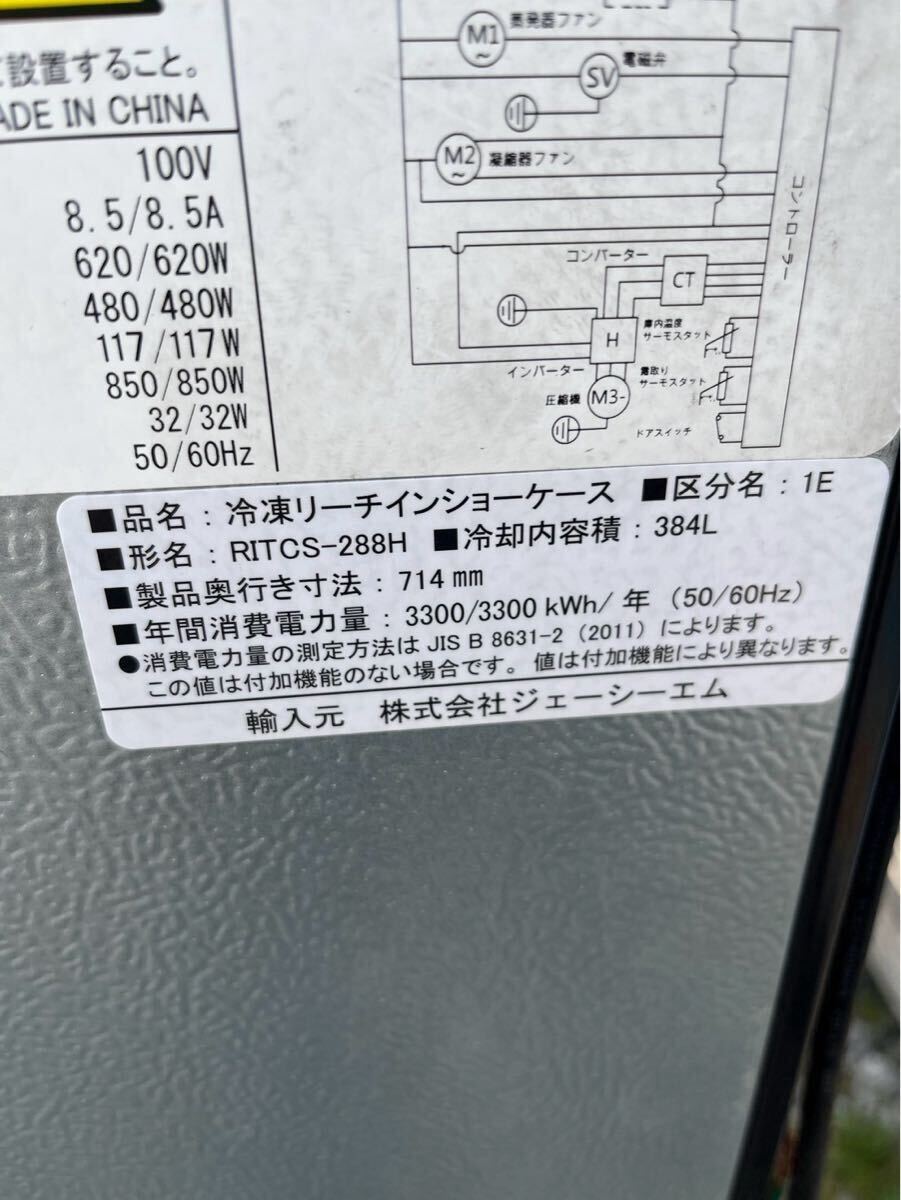 設置すること。
ADE IN CHINA
100V
8.5/8.5A
620/620W
480/480W
117/117W
850/850W
32/32W
50/60Hz
M1
~
蒸発器ファン
SV
電磁弁
M2
~
凝縮器ファン
コントローラー
コンバーター
CT
H
インバーター
庫内温度
サーモスタット
霜取り
サーモスタット
圧縮機
M3~
ドアスイッチ
■品名：冷凍リーチインショーケース ■区分名：1E
■形名：RITCS-288H ■冷却内容積：384L
■製品奥行き寸法：714mm
■年間消費電力量：3300/3300 kWh/年（50/60Hz）
●消費電力量の測定方法は JIS B 8631-2（2011）によります。
この値は付加機能のない場合です。値は付加機能により異なります。
輸入元 株式会社ジェーシーエム